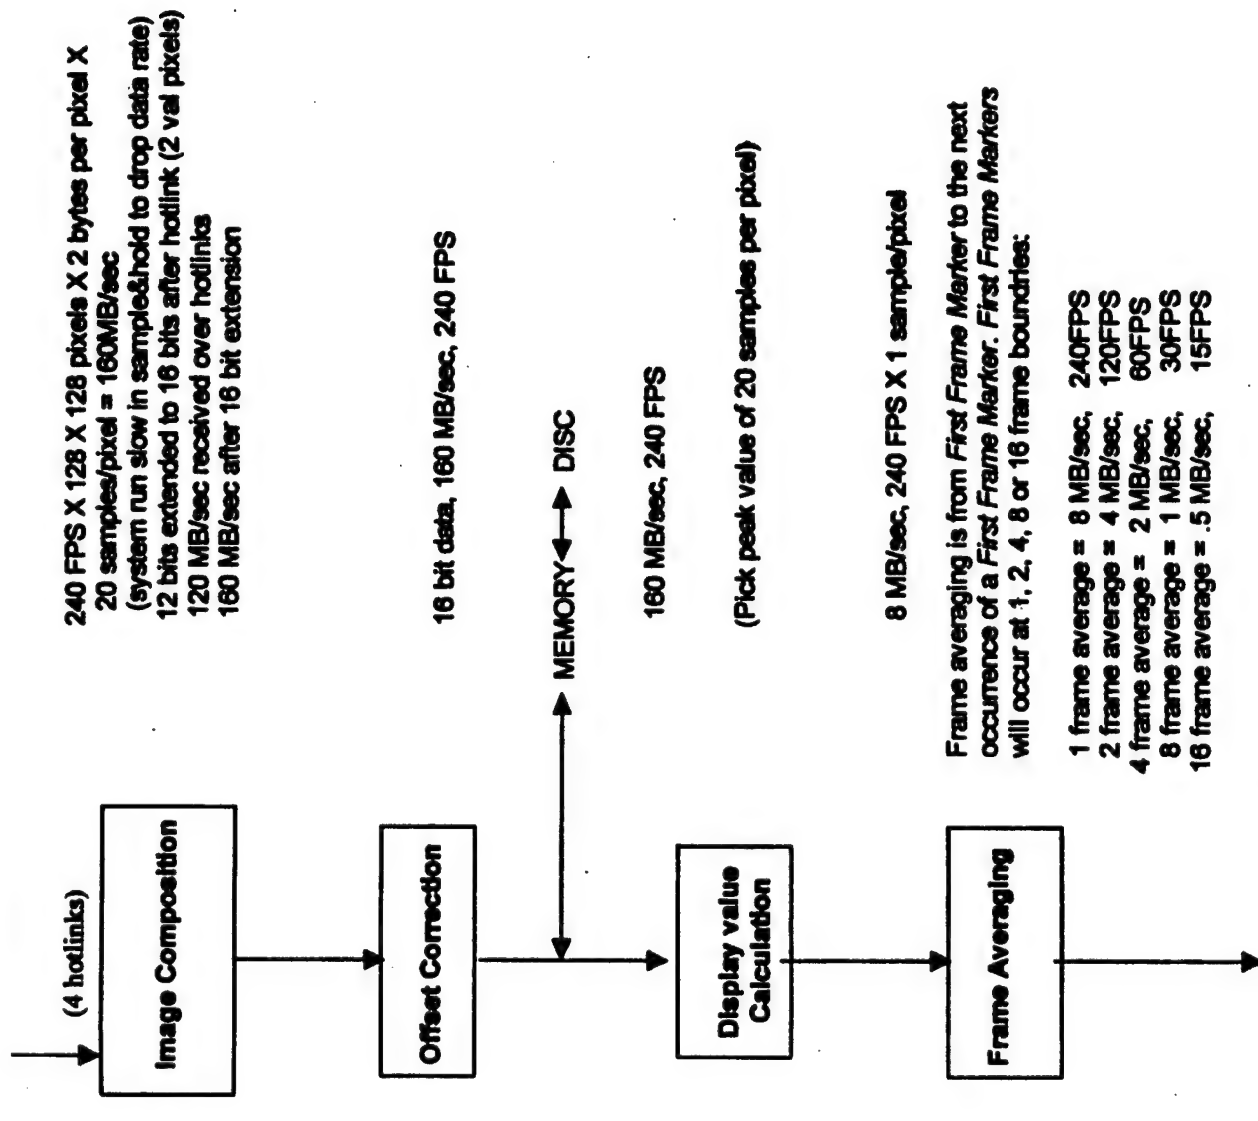 (4 hotlinks)
Image Composition
240 FPS X 128 X 128 pixels X 2 bytes per pixel X
20 samples/pixel = 160MB/sec
(system run slow in sample&hold to drop data rate)
12 bits extended to 16 bits after hotlink (2 val pixels)
120 MB/sec received over hotlinks
160 MB/sec after 16 bit extension
Offset Correction
16 bit data, 160 MB/sec, 240 FPS
MEMORY DISC
160 MB/sec, 240 FPS
Display value
Calculation
(Pick peak value of 20 samples per pixel)
8 MB/sec, 240 FPS X 1 sample/pixel
Frame Averaging
Frame averaging is from First Frame Marker to the next
occurrence of a First Frame Marker. First Frame Markers
will occur at 1, 2, 4, 8 or 16 frame boundries:
1 frame average = 8 MB/sec, 240FPS
2 frame average = 4 MB/sec, 120FPS
4 frame average = 2 MB/sec, 60FPS
8 frame average = 1 MB/sec, 30FPS
16 frame average = .5 MB/sec, 15FPS